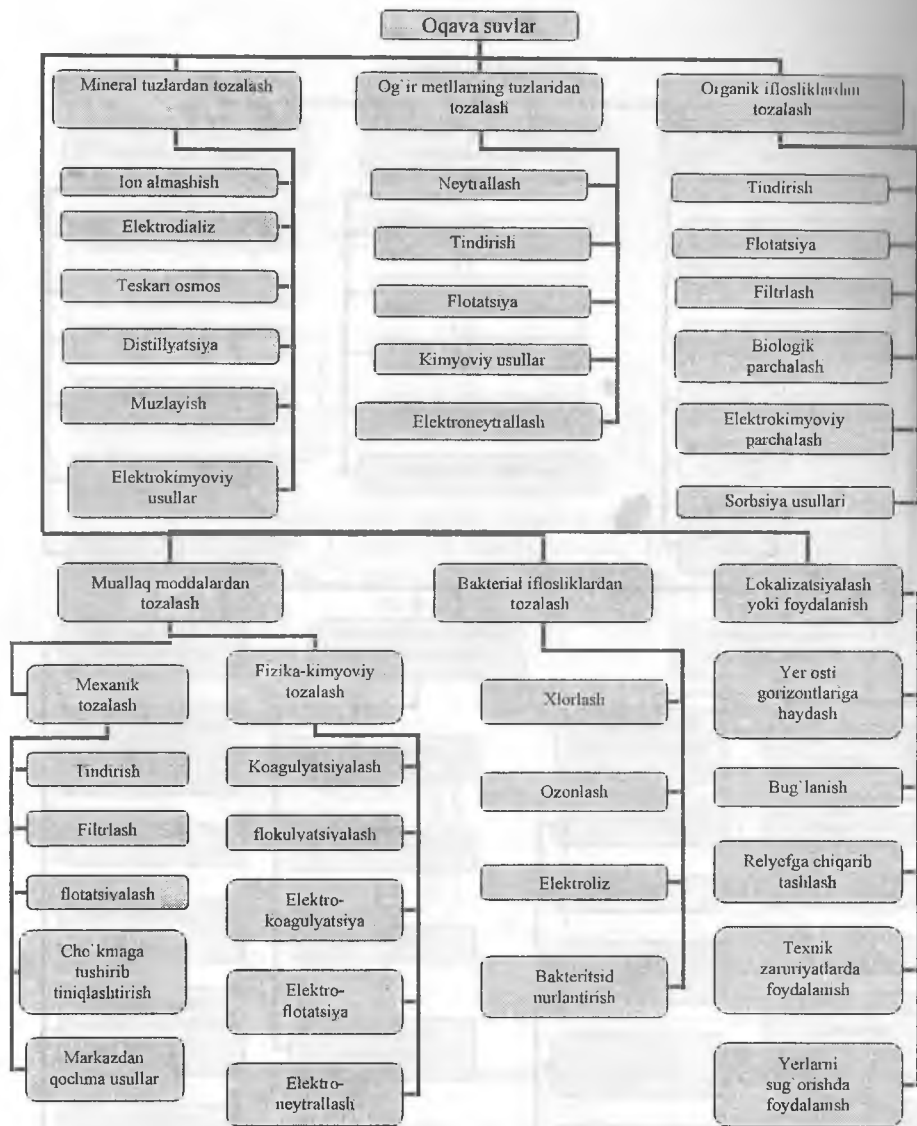 Oqava suvlar
Mineral tuzlardan tozalash
Og`ir metllarning tuzlaridan
tozalash
Organik iflosliklardan
tozalash
Ion almashish
Elektrodializ
Teskari osmos
Distillyatsiya
Muzlayish
Elektrokimyoviy
usullar
Neytrallash
Tindirish
Flotatsiya
Kimyoviy usullar
Elektroneytrallash
Tindirish
Flotatsiya
Filtrlash
Biologik
parchalash
Elektrokimyoviy
parchalash
Sorbsiya usullari
Muallaq moddalardan
tozalash
Bakterial iflosliklardan
tozalash
Lokalizatsiyalash
yoki foydalanish
Mexanik
tozalash
Tindirish
Filtrlash
flotatsiyalash
Cho`kmaga
tushirib
tiniqlashtirish
Markazdan
qochma usullar
Fizika-kimyoviy
tozalash
Koagulyatsiyalash
flokulyatsiyalash
Elektro-
koagulyatsiya
Elektro-
flotatsiya
Elektro-
neytrallash
Xlorlash
Ozonlash
Elektroliz
Bakteritsid
nurlantirish
Yer osti
gorizontlariga
haydash
Bug`lanish
Relyefga chiqarib
tashlash
Texnik
zaruriyatlarda
foydalanish
Yerlarni
sug`orishda
foydalanish